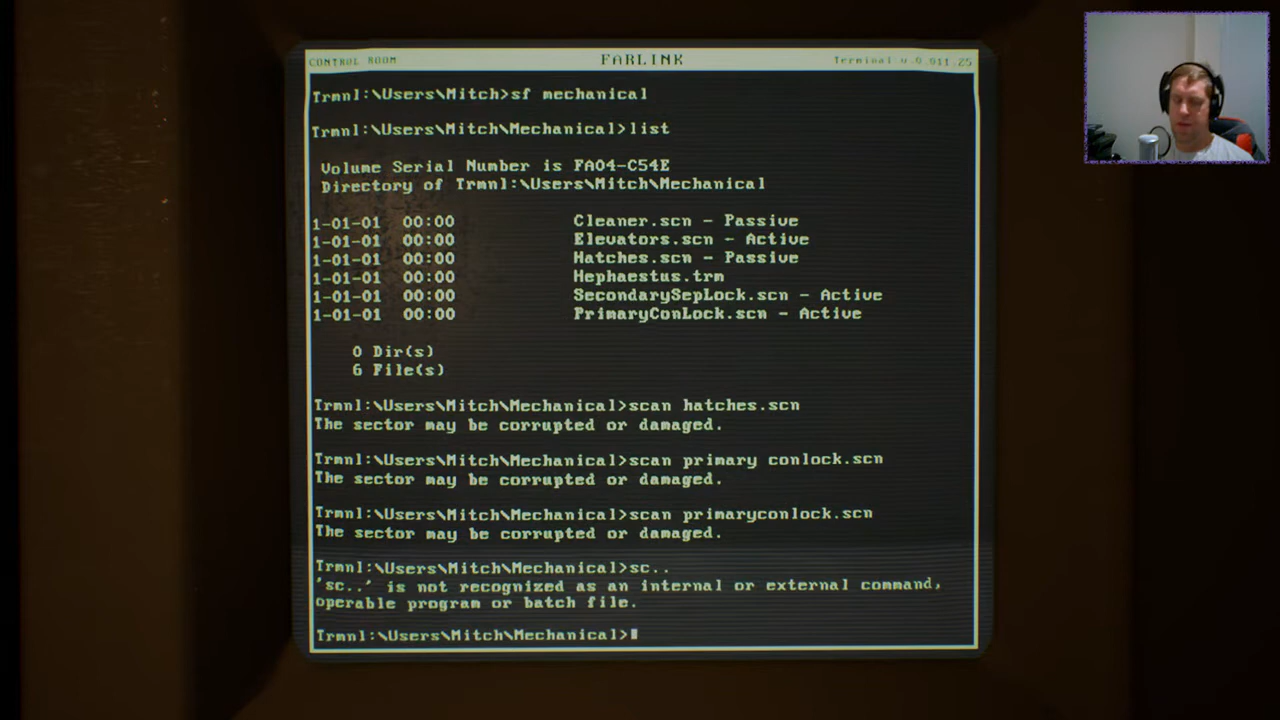 CONTROL ROOM FARLINK Terminal v.0.011.25
Trmnl:\Users\Mitch>sf mechanical
Trmnl:\Users\Mitch\Mechanical>list
Volume Serial Number is FA04-C54E
Directory of Trmnl:\Users\Mitch\Mechanical
1-01-01 00:00 Cleaner.scn - Passive
1-01-01 00:00 Elevators.scn - Active
1-01-01 00:00 Hatches.scn - Passive
1-01-01 00:00 Hephaestus.trm
1-01-01 00:00 SecondarySepLock.scn - Active
1-01-01 00:00 PrimaryConLock.scn - Active
0 Dir(s)
6 File(s)
Trmnl:\Users\Mitch\Mechanical>scan hatches.scn
The sector may be corrupted or damaged.
Trmnl:\Users\Mitch\Mechanical>scan primary conlock.scn
The sector may be corrupted or damaged.
Trmnl:\Users\Mitch\Mechanical>scan primaryconlock.scn
The sector may be corrupted or damaged.
Trmnl:\Users\Mitch\Mechanical>sc..
'sc..' is not recognized as an internal or external command,
operable program or batch file.
Trmnl:\Users\Mitch\Mechanical>